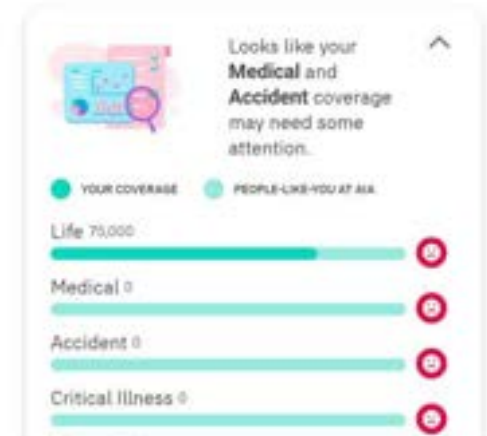 Looks like your
Medical and
Accident coverage
may need some
attention.
YOUR COVERAGE PEOPLE-LIKE-YOU AT AIA
Life 75,000
Medical 0
Accident 0
Critical Illness 0